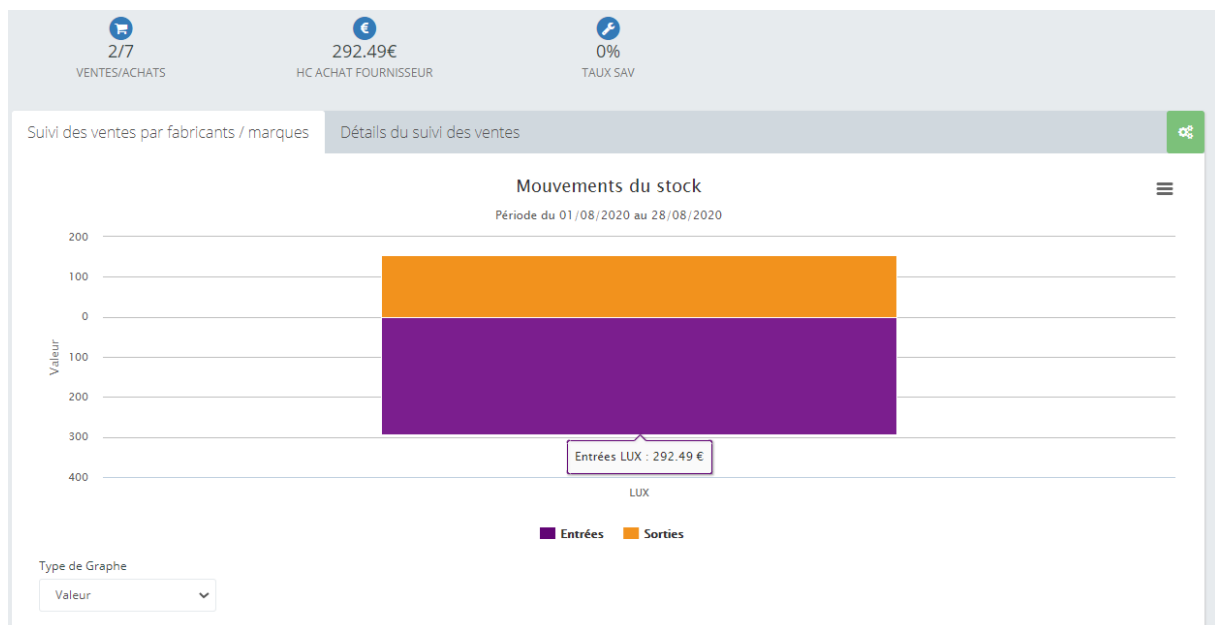 2/7
VENTES/ACHATS
292.49€
HC ACHAT FOURNISSEUR
0%
TAUX SAV
Suivi des ventes par fabricants / marques
Détails du suivi des ventes
Mouvements du stock
Période du 01/08/2020 au 28/08/2020
200
100
0
100
200
300
400
Valeur
Entrées LUX : 292.49 €
LUX
Entrées
Sorties
Type de Graphe
Valeur